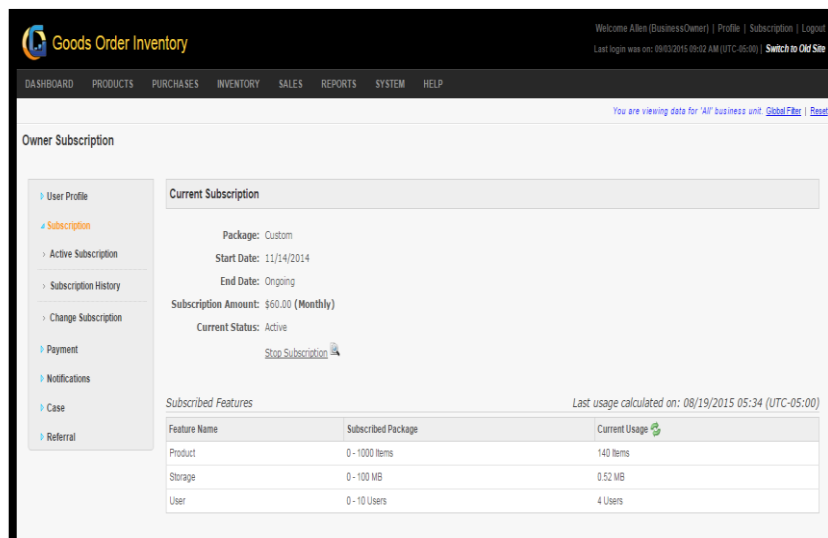 Goods Order Inventory
Welcome Allen (BusinessOwner) | Profile | Subscription | Logout
Last login was on: 09/03/2015 09:02 AM (UTC-05:00) | Switch to Old Site
DASHBOARD PRODUCTS PURCHASES INVENTORY SALES REPORTS SYSTEM HELP
You are viewing data for 'All' business unit. Global Filter | Reset
Owner Subscription
User Profile
Subscription
Active Subscription
Subscription History
Change Subscription
Payment
Notifications
Case
Referral
Current Subscription
Package: Custom
Start Date: 11/14/2014
End Date: Ongoing
Subscription Amount: $60.00 (Monthly)
Current Status: Active
Stop Subscription
Subscribed Features Last usage calculated on: 08/19/2015 05:34 (UTC-05:00)
Feature Name Subscribed Package Current Usage
Product 0 - 1000 Items 140 Items
Storage 0 - 100 MB 0.52 MB
User 0 - 10 Users 4 Users